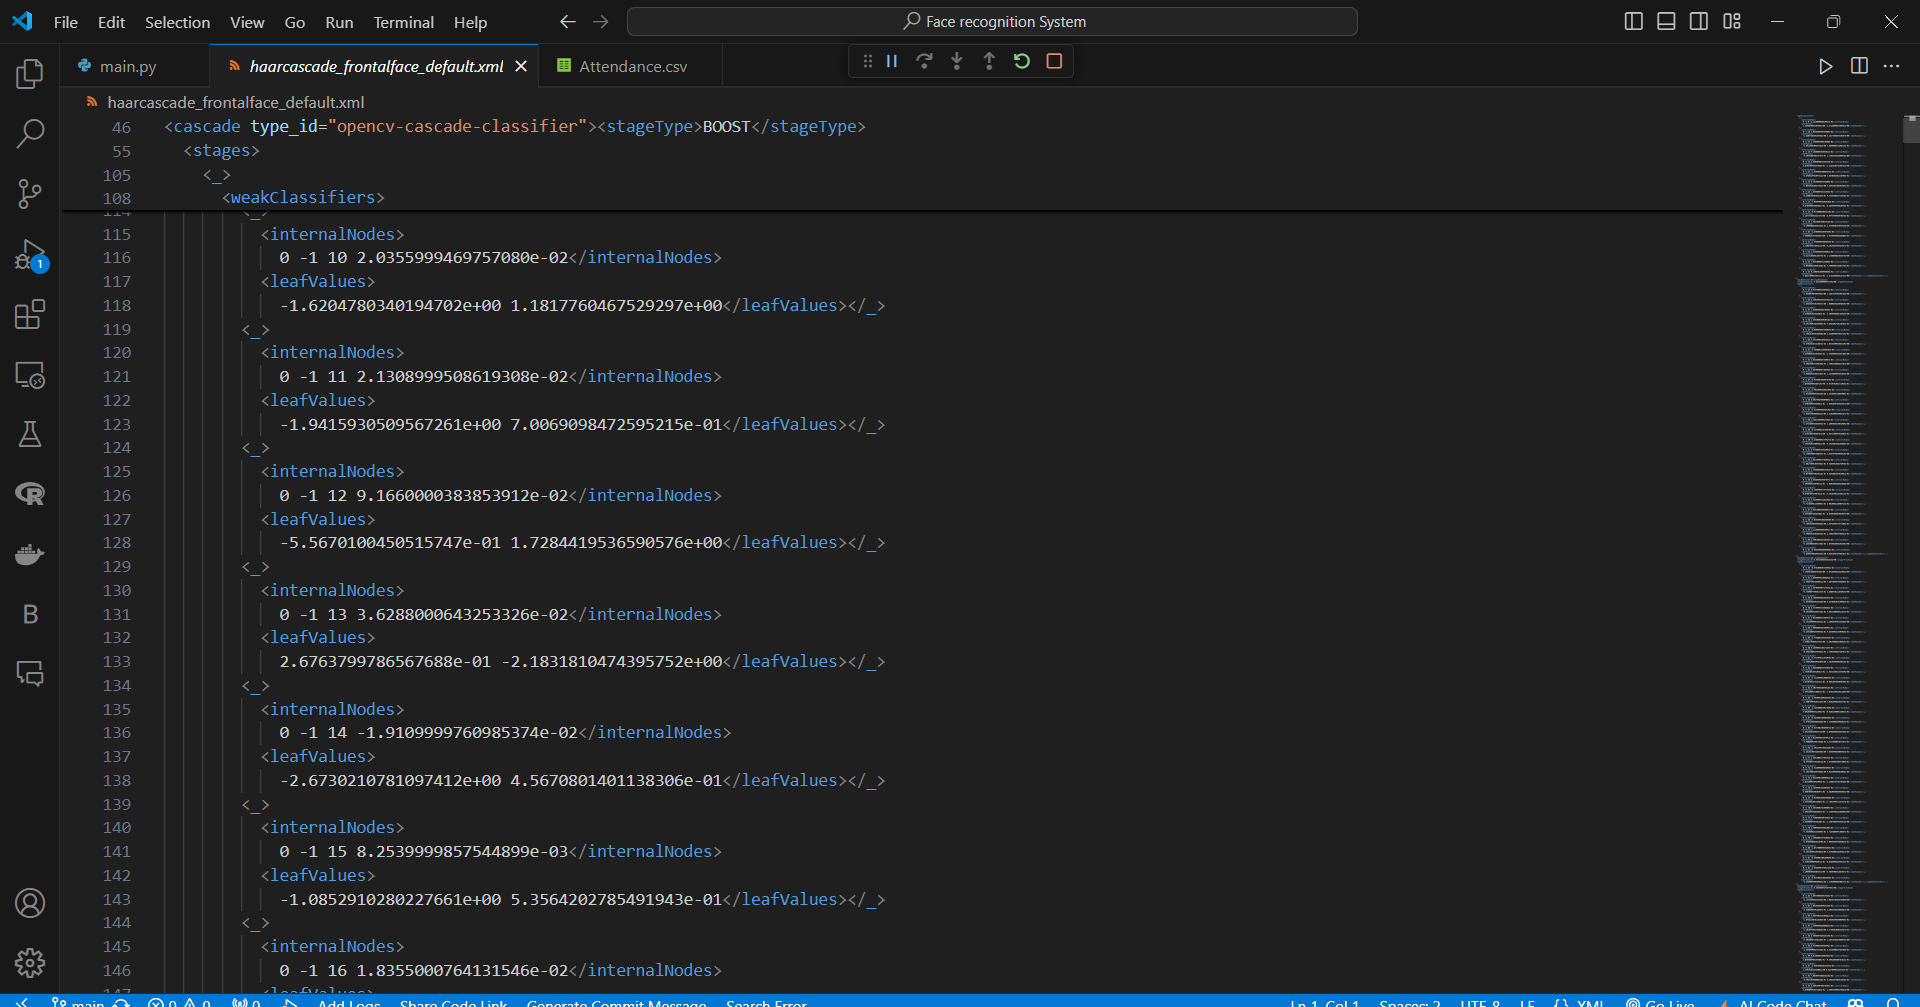 File Edit Selection View Go Run Terminal Help Face recognition System
main.py haarcascade_frontalface_default.xml Attendance.csv
haarcascade_frontalface_default.xml
46 <cascade type_id="opencv-cascade-classifier"><stageType>BOOST</stageType>
55 <stages>
105 <_>
108 <weakClassifiers>
114 <_>
115 <internalNodes>
116 0 -1 10 2.0355999469757080e-02</internalNodes>
117 <leafValues>
118 -1.6204780340194702e+00 1.1817760467529297e+00</leafValues></_>
119 <_>
120 <internalNodes>
121 0 -1 11 2.1308999508619308e-02</internalNodes>
122 <leafValues>
123 -1.9415930509567261e+00 7.0069098472595215e-01</leafValues></_>
124 <_>
125 <internalNodes>
126 0 -1 12 9.1660000383853912e-02</internalNodes>
127 <leafValues>
128 -5.5670100450515747e-01 1.7284419536590576e+00</leafValues></_>
129 <_>
130 <internalNodes>
131 0 -1 13 3.6288000643253326e-02</internalNodes>
132 <leafValues>
133 2.6763799786567688e-01 -2.1831810474395752e+00</leafValues></_>
134 <_>
135 <internalNodes>
136 0 -1 14 -1.9109999760985374e-02</internalNodes>
137 <leafValues>
138 -2.6730210781097412e+00 4.5670801401138306e-01</leafValues></_>
139 <_>
140 <internalNodes>
141 0 -1 15 8.2539999857544899e-03</internalNodes>
142 <leafValues>
143 -1.0852910280227661e+00 5.3564202785491943e-01</leafValues></_>
144 <_>
145 <internalNodes>
146 0 -1 16 1.8355000764131546e-02</internalNodes>
147 <leafValues>
1
B
main 0 0 0 Add Logs Share Code Link Generate Commit Message Search Error Ln 1, Col 1 Spaces: 2 UTF-8 LF {} XML Go Live AI Code Chat